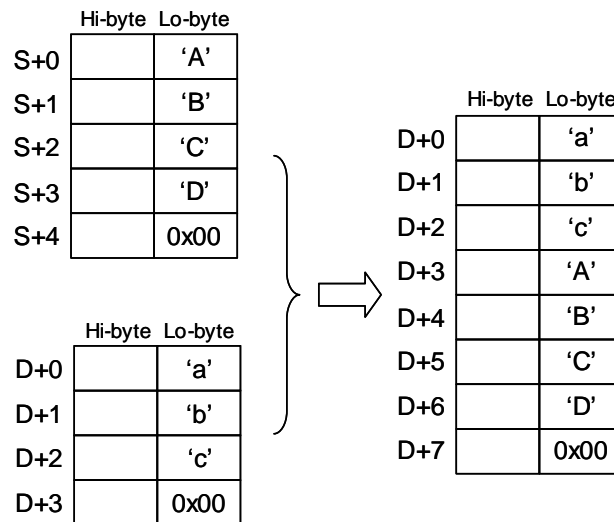 Hi-byte Lo-byte
S+0 ‘A’
S+1 ‘B’
S+2 ‘C’
S+3 ‘D’
S+4 0x00
Hi-byte Lo-byte
D+0 ‘a’
D+1 ‘b’
D+2 ‘c’
D+3 0x00
Hi-byte Lo-byte
D+0 ‘a’
D+1 ‘b’
D+2 ‘c’
D+3 ‘A’
D+4 ‘B’
D+5 ‘C’
D+6 ‘D’
D+7 0x00